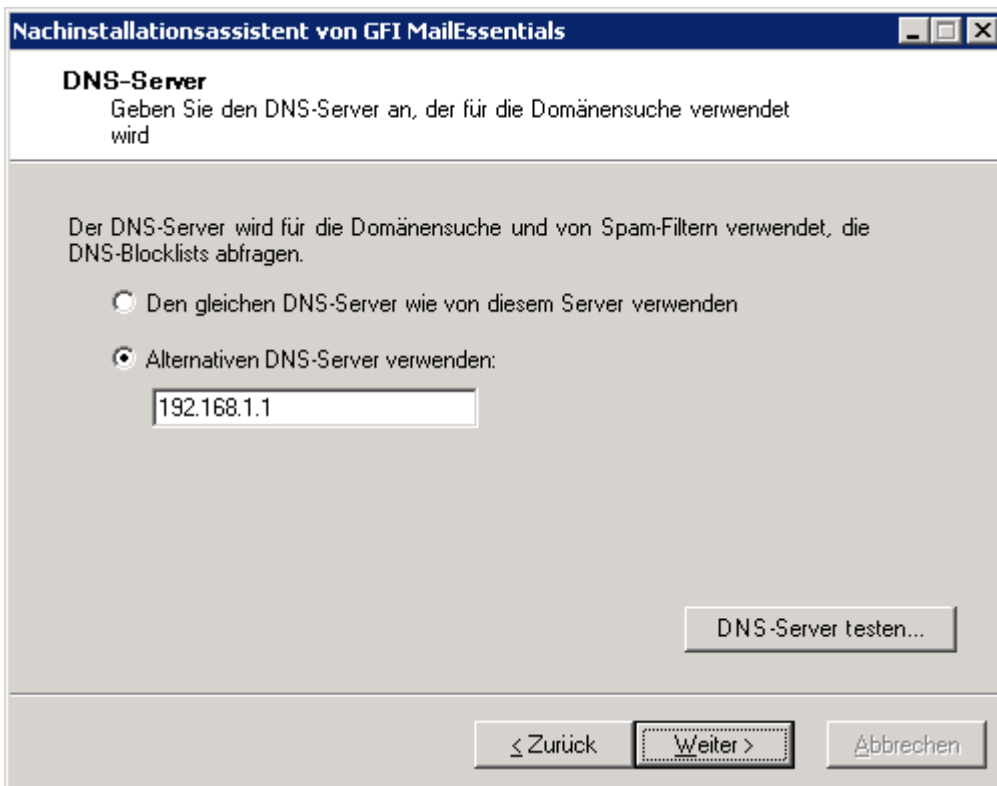 Nachinstallationsassistent von GFI MailEssentials
DNS-Server
Geben Sie den DNS-Server an, der für die Domänensuche verwendet
wird
Der DNS-Server wird für die Domänensuche und von Spam-Filtern verwendet, die
DNS-Blocklists abfragen.
Den gleichen DNS-Server wie von diesem Server verwenden
Alternativen DNS-Server verwenden:
192.168.1.1
DNS-Server testen...
< Zurück
Weiter >
Abbrechen